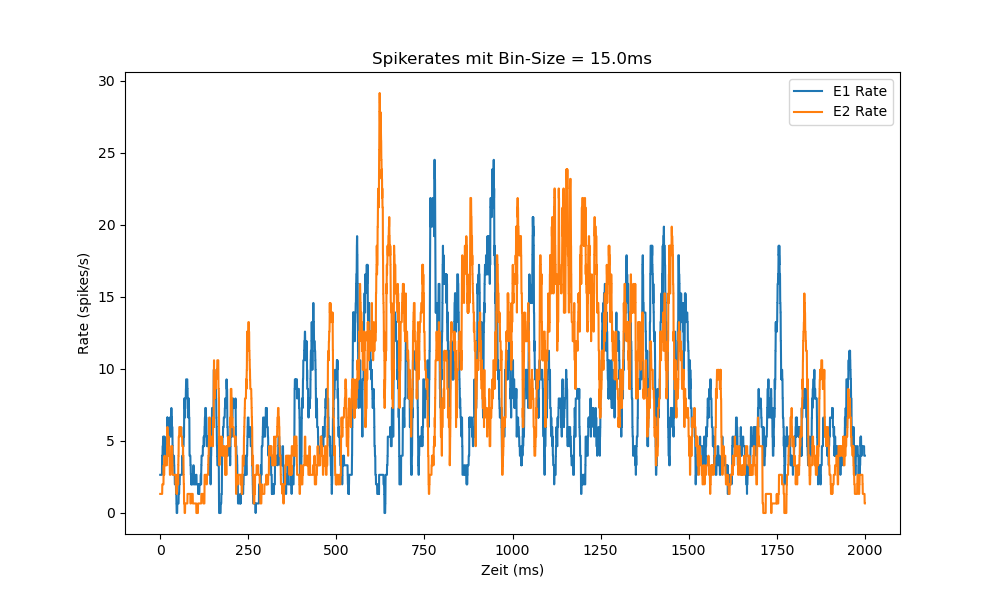 Spikerates mit Bin-Size = 15.0ms
E1 Rate
E2 Rate
30
25
20
15
10
5
0
Rate (spikes/s)
0 250 500 750 1000 1250 1500 1750 2000
Zeit (ms)